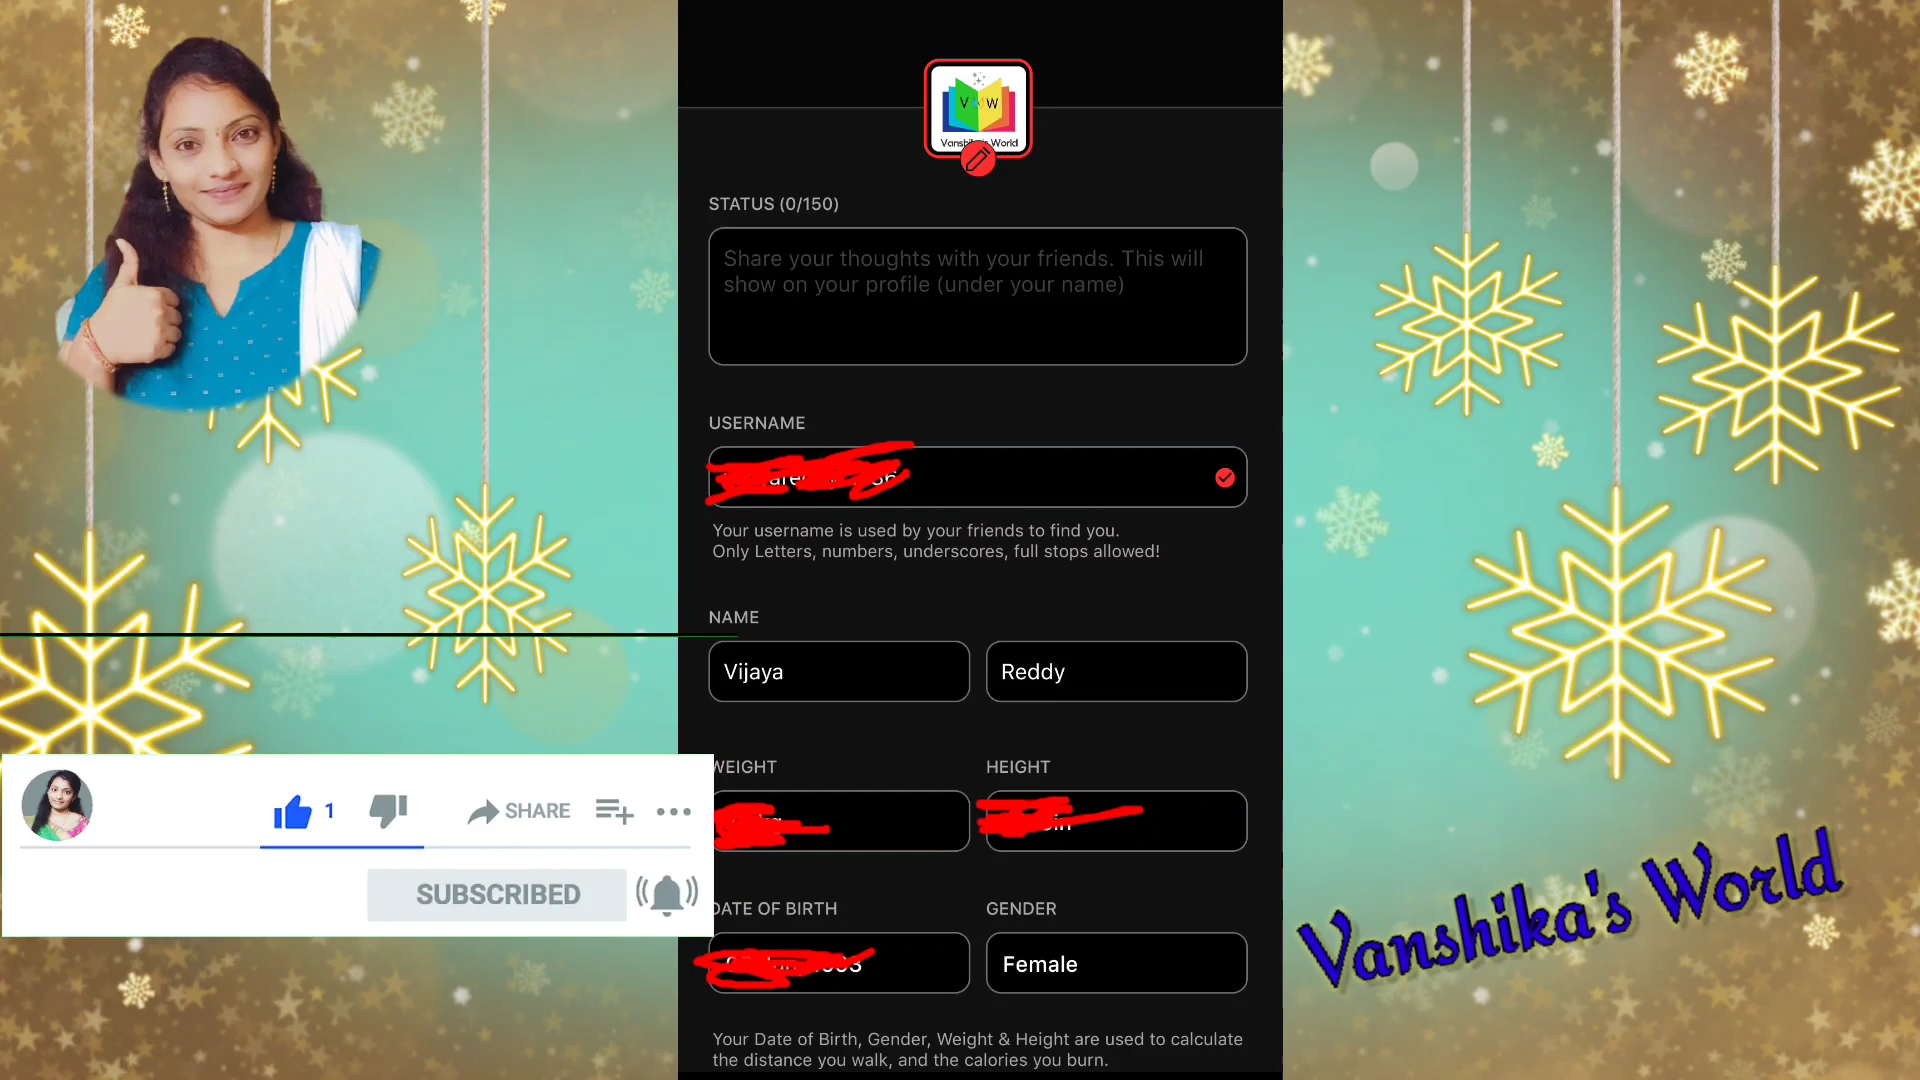 V W
Vanshika's World
STATUS (0/150)
Share your thoughts with your friends. This will
show on your profile (under your name)
USERNAME
Your username is used by your friends to find you.
Only Letters, numbers, underscores, full stops allowed!
NAME
Vijaya
Reddy
WEIGHT
HEIGHT
DATE OF BIRTH
GENDER
Female
Your Date of Birth, Gender, Weight & Height are used to calculate
the distance you walk, and the calories you burn.
1
SHARE
SUBSCRIBED
Vanshika's World